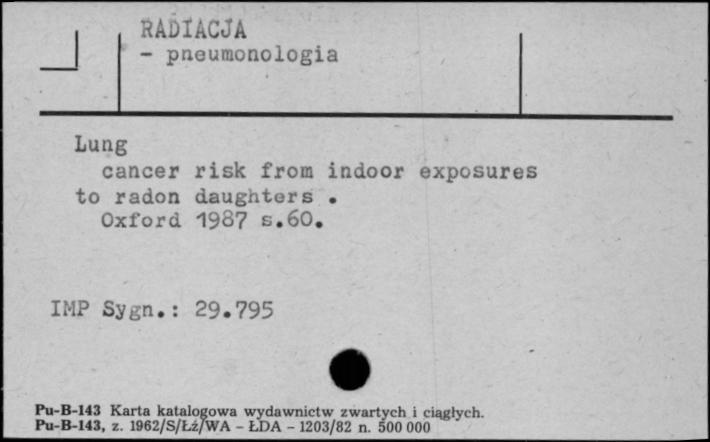 RADIACJA
- pneumonologia
Lung
cancer risk from indoor exposures
to radon daughters .
Oxford 1987 s.60.
IMP Sygn.: 29.795
Pu-B-143 Karta katalogowa wydawnictw zwartych i ciągłych.
Pu-B-143, z. 1962/S/Łź/WA - ŁDA - 1203/82 n. 500 000